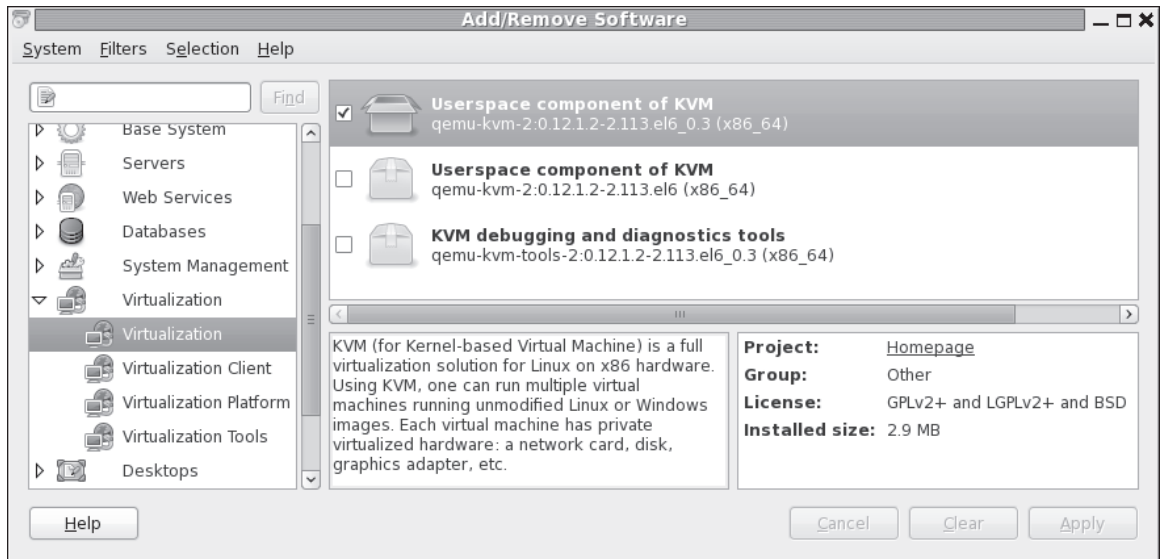 Add/Remove Software
System Filters Selection Help
Find
Base System
Servers
Web Services
Databases
System Management
Virtualization
Virtualization
Virtualization Client
Virtualization Platform
Virtualization Tools
Desktops
Userspace component of KVM
qemu-kvm-2:0.12.1.2-2.113.el6_0.3 (x86_64)
Userspace component of KVM
qemu-kvm-2:0.12.1.2-2.113.el6 (x86_64)
KVM debugging and diagnostics tools
qemu-kvm-tools-2:0.12.1.2-2.113.el6_0.3 (x86_64)
KVM (for Kernel-based Virtual Machine) is a full
virtualization solution for Linux on x86 hardware.
Using KVM, one can run multiple virtual
machines running unmodified Linux or Windows
images. Each virtual machine has private
virtualized hardware: a network card, disk,
graphics adapter, etc.
Project: Homepage
Group: Other
License: GPLv2+ and LGPLv2+ and BSD
Installed size: 2.9 MB
Help Cancel Clear Apply